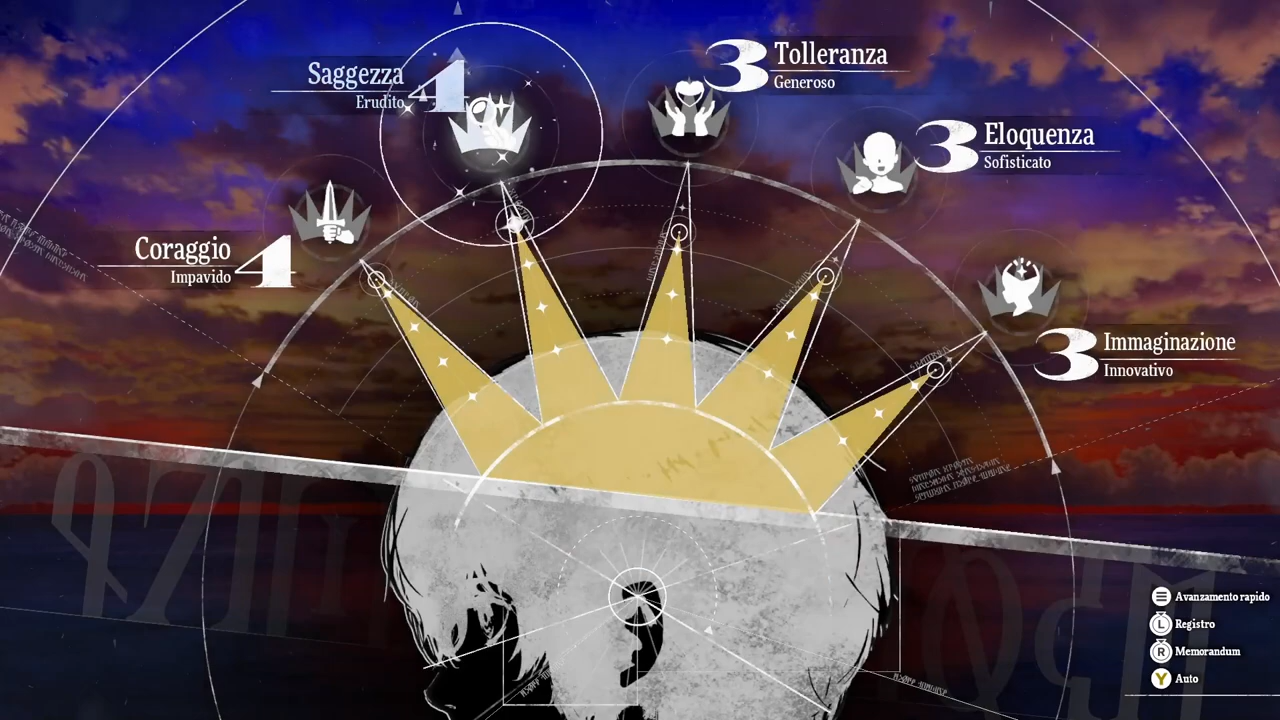 Saggezza
4
Erudito
3
Tolleranza
Generoso
3
Eloquenza
Sofisticato
Coraggio
4
Impavido
3
Immaginazione
Innovativo
Avanzamento rapido
L Registro
R Memorandum
Y Auto